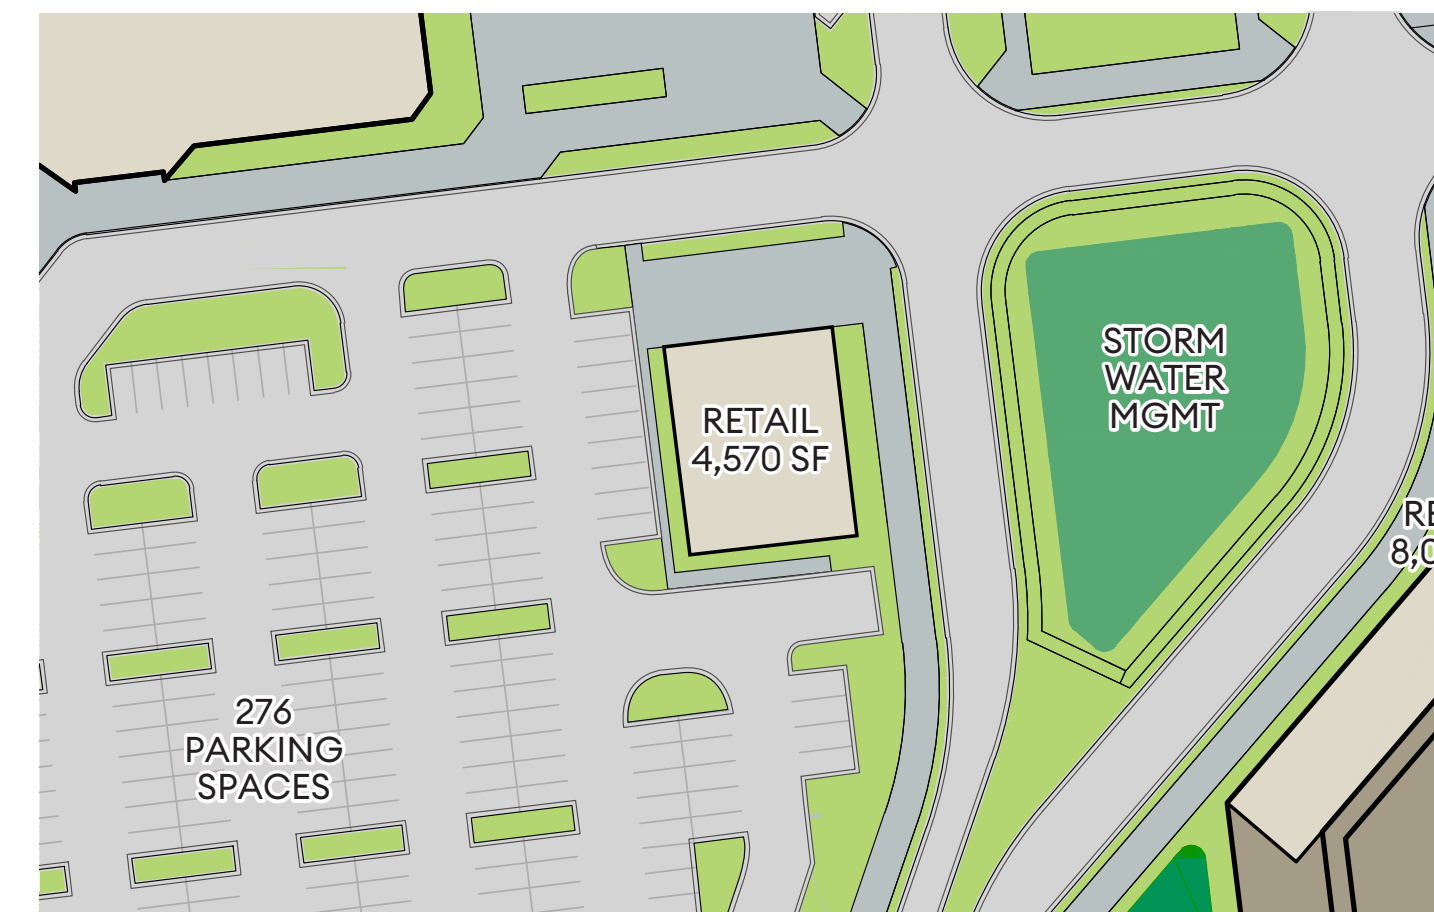 STORM
WATER
MGMT
RETAIL
4,570 SF
276
PARKING
SPACES